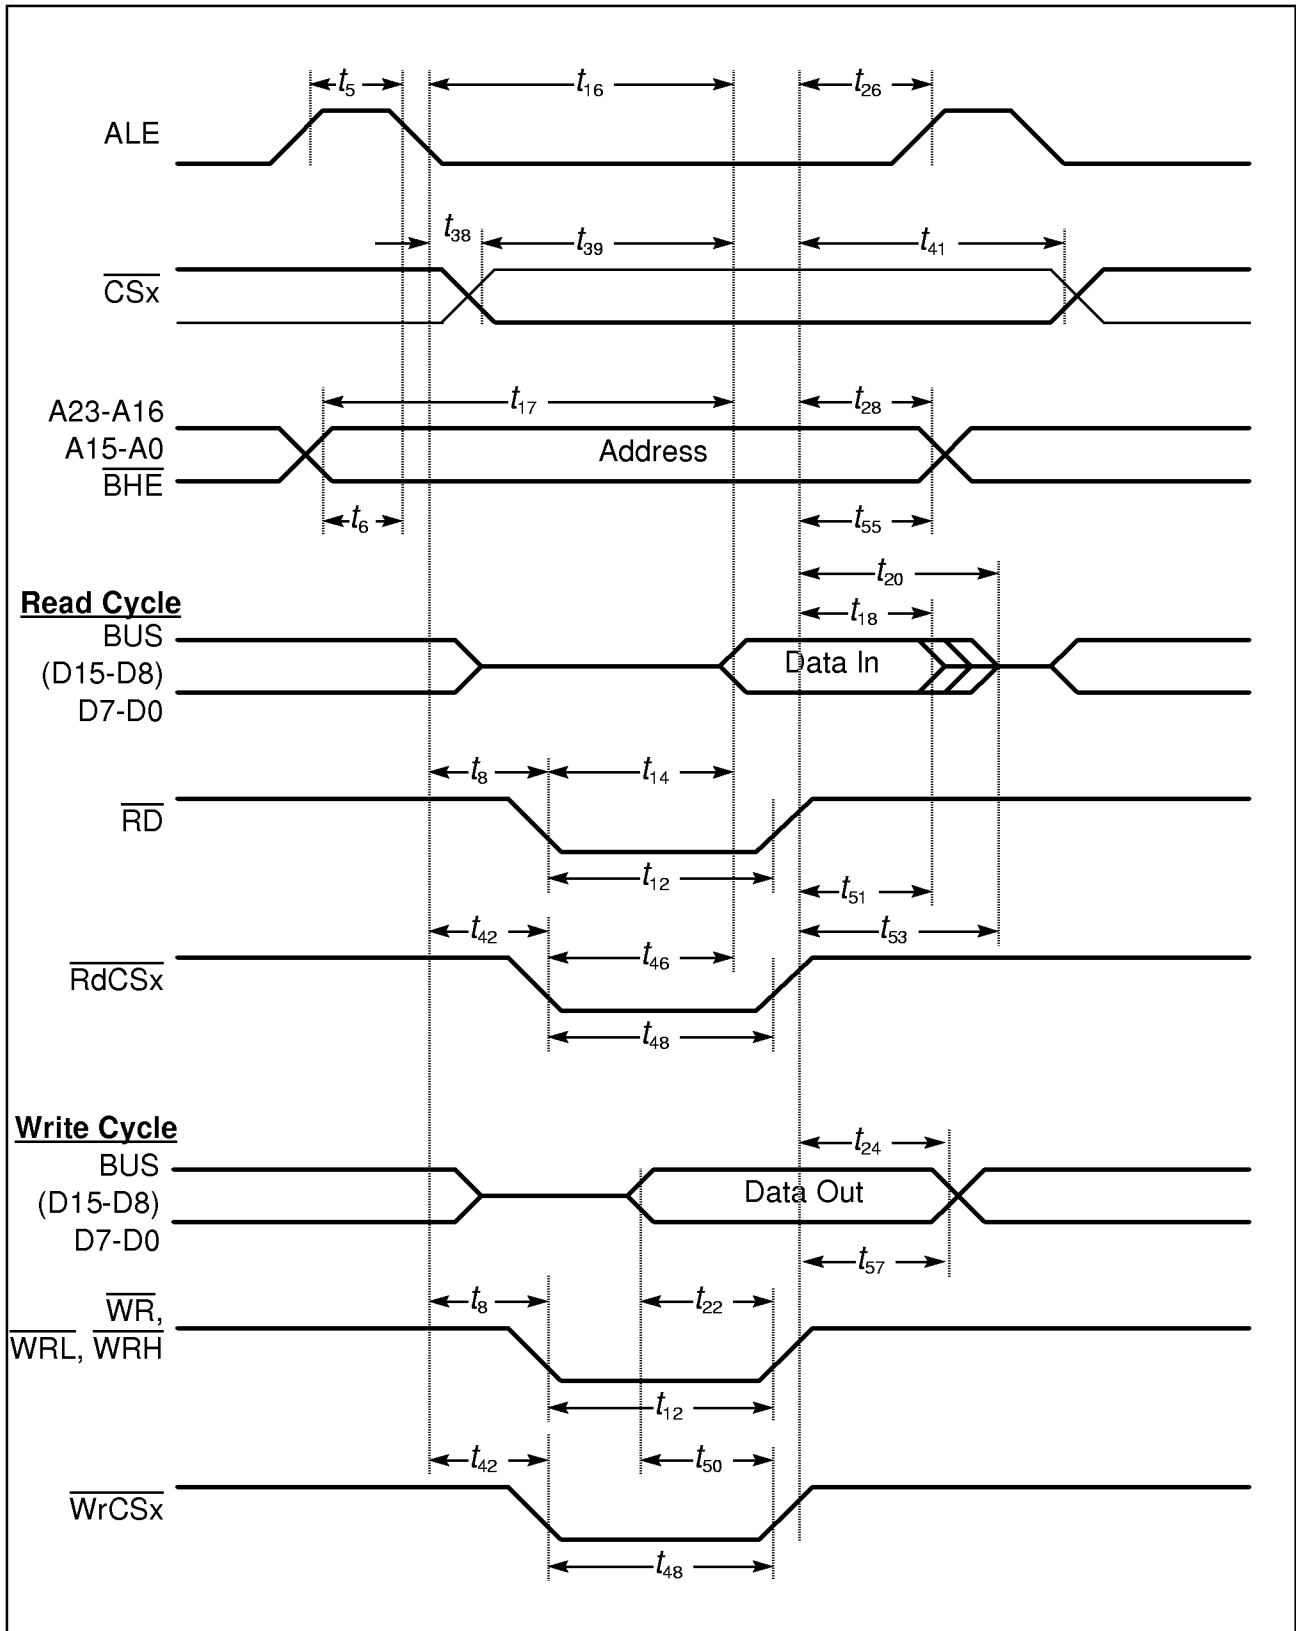 t5 t16 t26
ALE
t38 t39 t41
CSx
t17 t28
A23-A16
A15-A0
BHE
Address
t6 t55
t20
Read Cycle
t18
BUS
(D15-D8)
D7-D0
Data In
t8 t14
RD
t12 t51
t42 t53
t46
RdCSx
t48
Write Cycle
t24
BUS
(D15-D8)
D7-D0
Data Out
t57
t8 t22
WR,
WRL, WRH
t12
t42 t50
WrCSx
t48